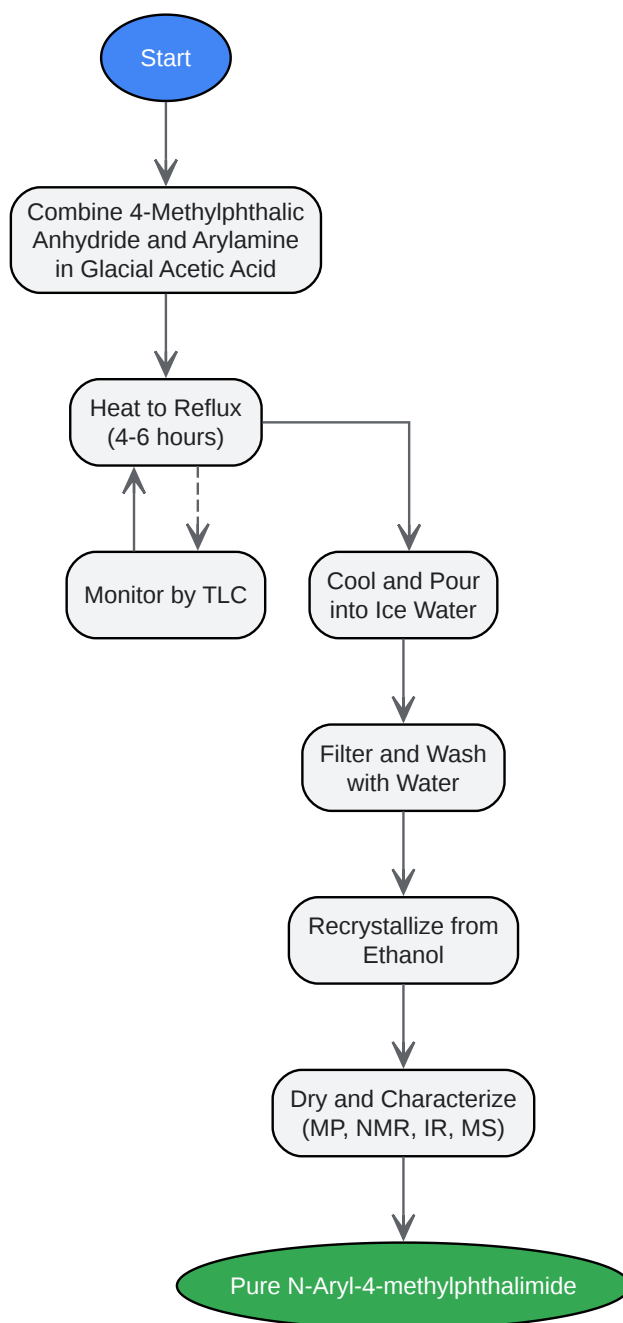 Start
Combine 4-Methylphthalic
Anhydride and Arylamine
in Glacial Acetic Acid
Heat to Reflux
(4-6 hours)
Monitor by TLC
Cool and Pour
into Ice Water
Filter and Wash
with Water
Recrystallize from
Ethanol
Dry and Characterize
(MP, NMR, IR, MS)
Pure N-Aryl-4-methylphthalimide